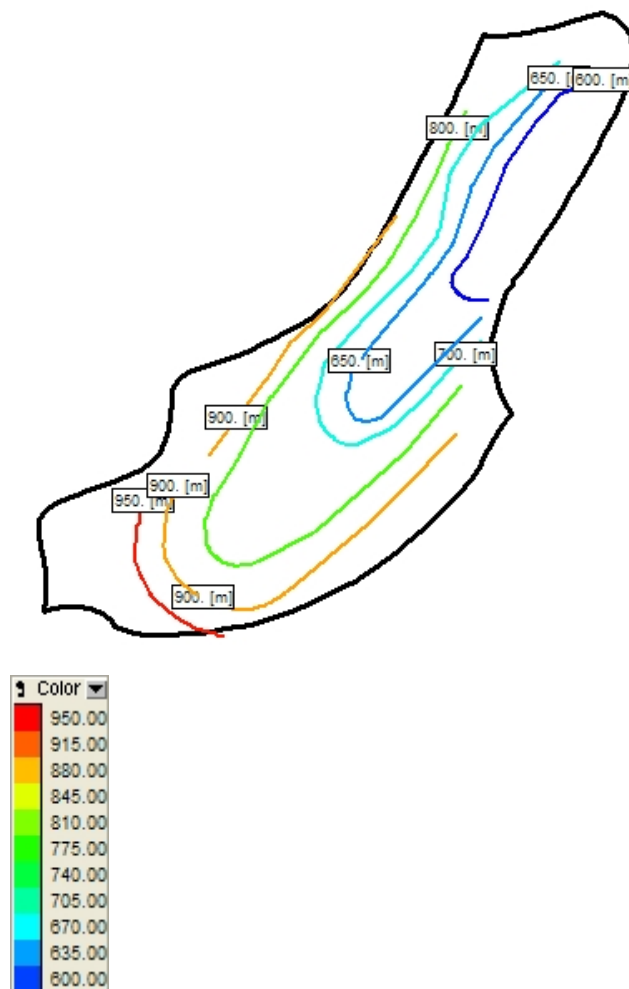 650. [
600. [m
800. [m]
650. [m]
700. [m]
900. [m]
900. [m]
950. [m]
900. [m]
Color
950.00
915.00
880.00
845.00
810.00
775.00
740.00
705.00
670.00
635.00
600.00